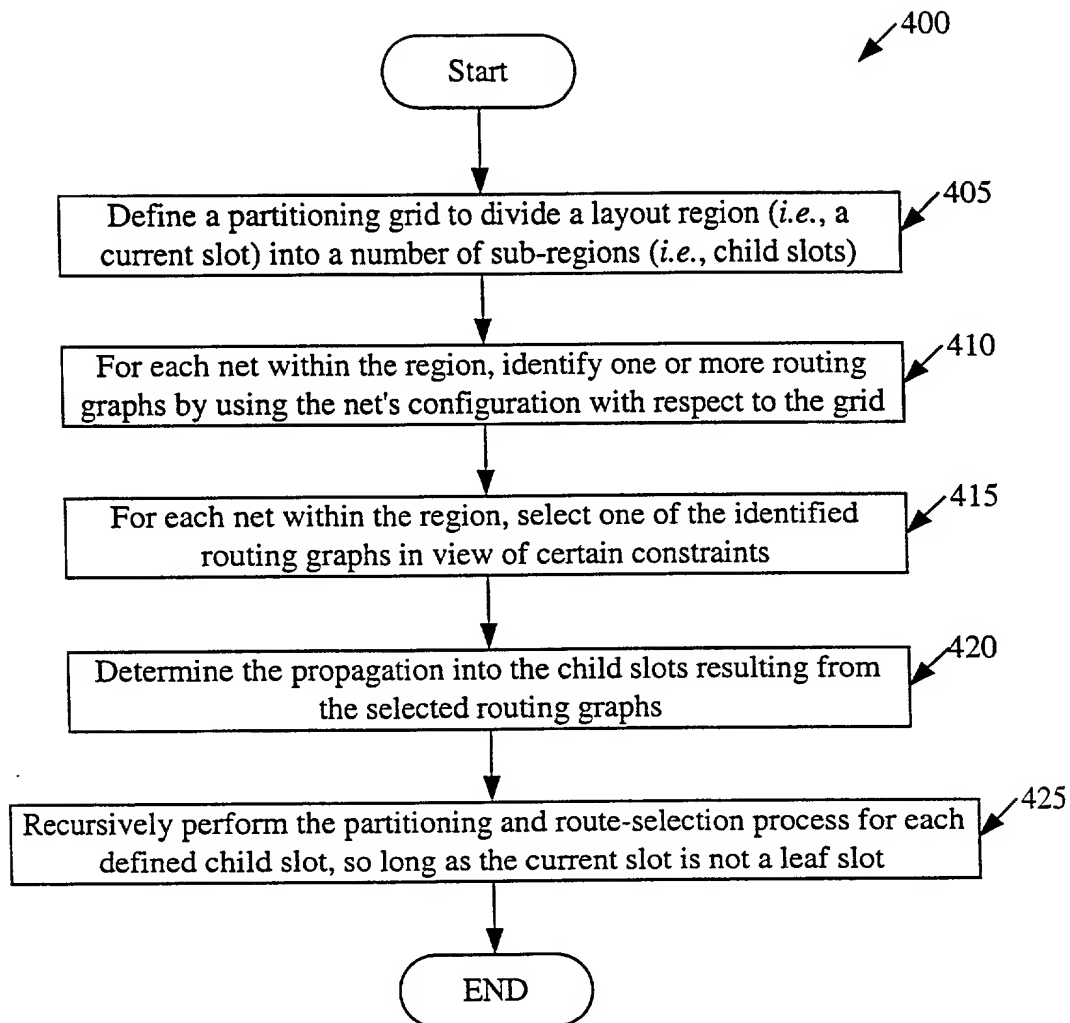 400
Start
405
Define a partitioning grid to divide a layout region (i.e., a
current slot) into a number of sub-regions (i.e., child slots)
410
For each net within the region, identify one or more routing
graphs by using the net's configuration with respect to the grid
415
For each net within the region, select one of the identified
routing graphs in view of certain constraints
420
Determine the propagation into the child slots resulting from
the selected routing graphs
425
Recursively perform the partitioning and route-selection process for each
defined child slot, so long as the current slot is not a leaf slot
END